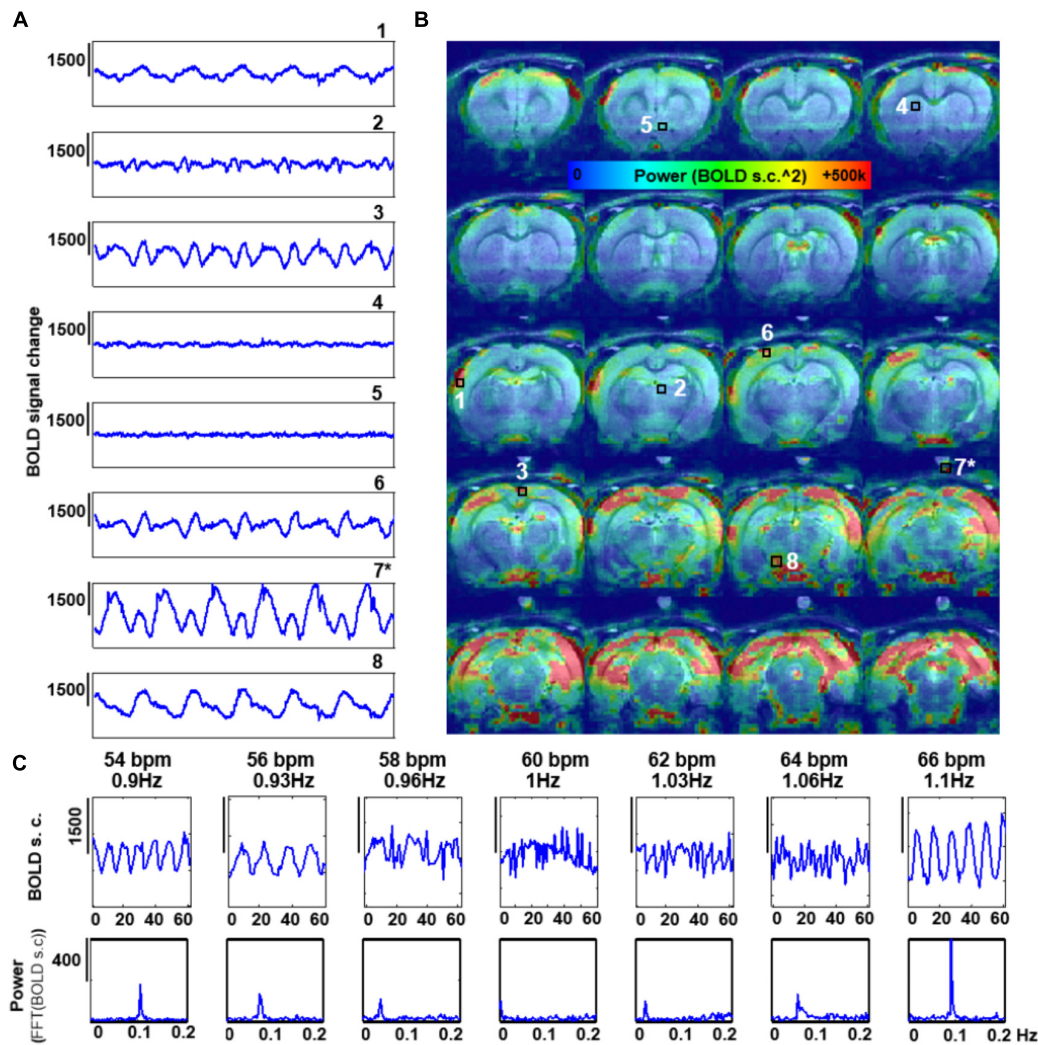 A
B
1
1500
2
1500
3
1500
4
1500
5
1500
6
1500
7*
1500
8
1500
BOLD signal change
4
5
0 Power (BOLD s.c.^2) +500k
6
1
2
3
7*
8
C
54 bpm 56 bpm 58 bpm 60 bpm 62 bpm 64 bpm 66 bpm
0.9Hz 0.93Hz 0.96Hz 1Hz 1.03Hz 1.06Hz 1.1Hz
BOLD s. c.
1500
0 20 40 60 0 20 40 60 0 20 40 60 0 20 40 60 0 20 40 60 0 20 40 60 0 20 40 60
Power
(FFT(BOLD s.c))
400
0 0.1 0.2 0 0.1 0.2 0 0.1 0.2 0 0.1 0.2 0 0.1 0.2 0 0.1 0.2 0 0.1 0.2 Hz